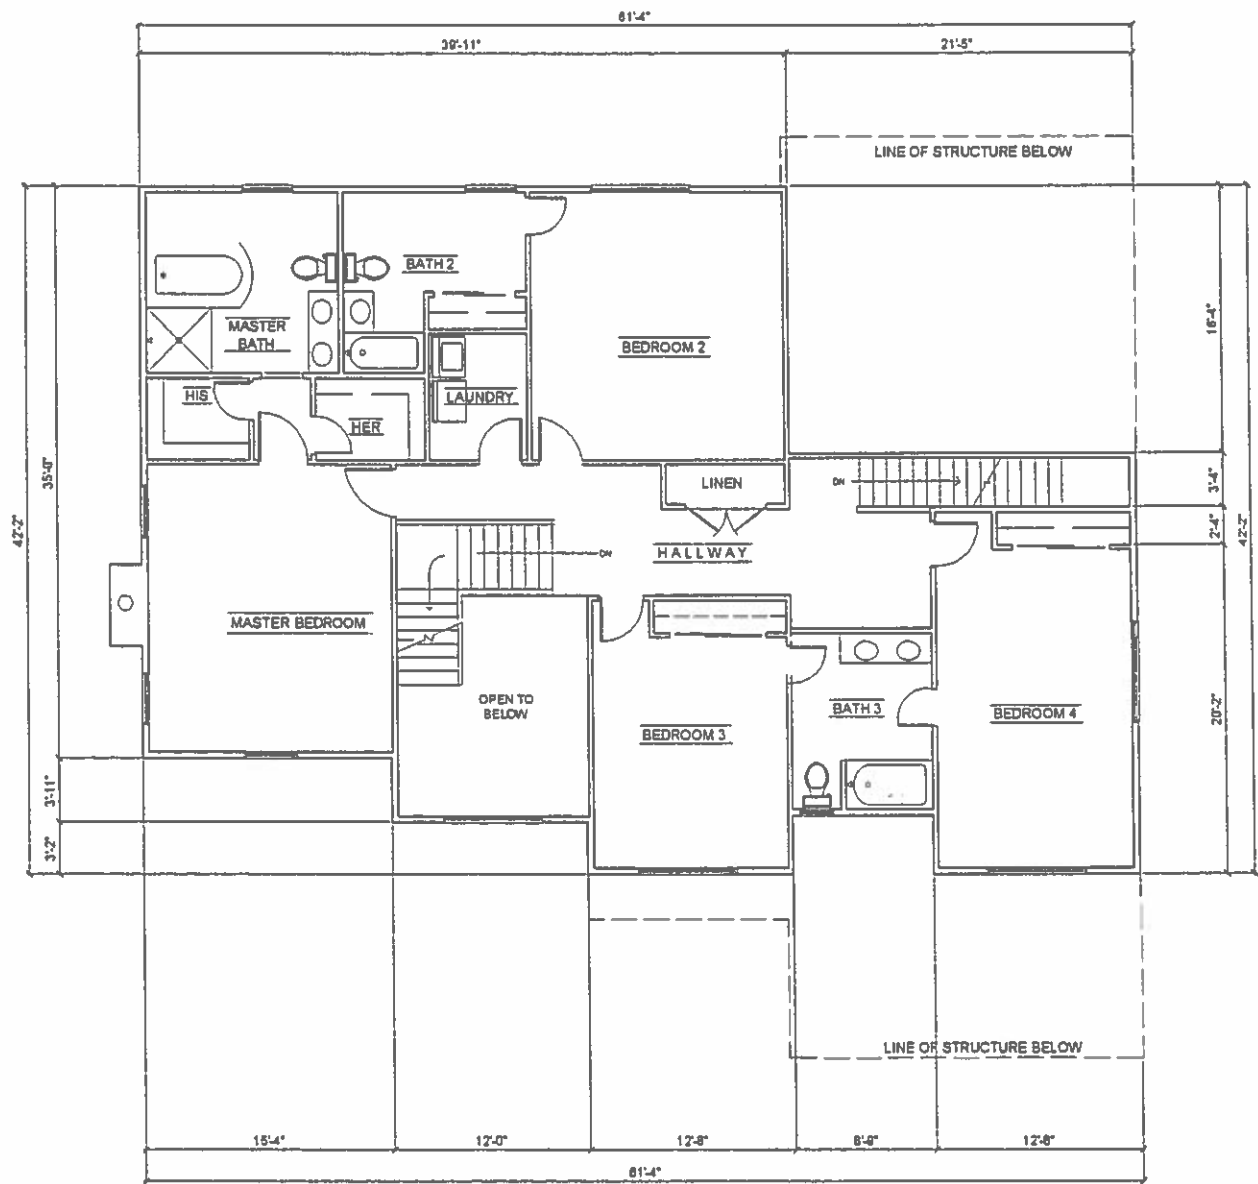 61'-4"
39'-11"
21'-5"
LINE OF STRUCTURE BELOW
BATH 2
MASTER
BATH
BEDROOM 2
16'-4"
HIS
HER
LAUNDRY
LINEN
DN
35'-0"
42'-2"
3'-4"
2'-4"
42'-2"
HALLWAY
DN
MASTER BEDROOM
OPEN TO
BELOW
BEDROOM 3
BATH 3
BEDROOM 4
20'-2"
3'-11"
3'-2"
LINE OF STRUCTURE BELOW
15'-4"
12'-0"
12'-8"
8'-8"
12'-8"
61'-4"